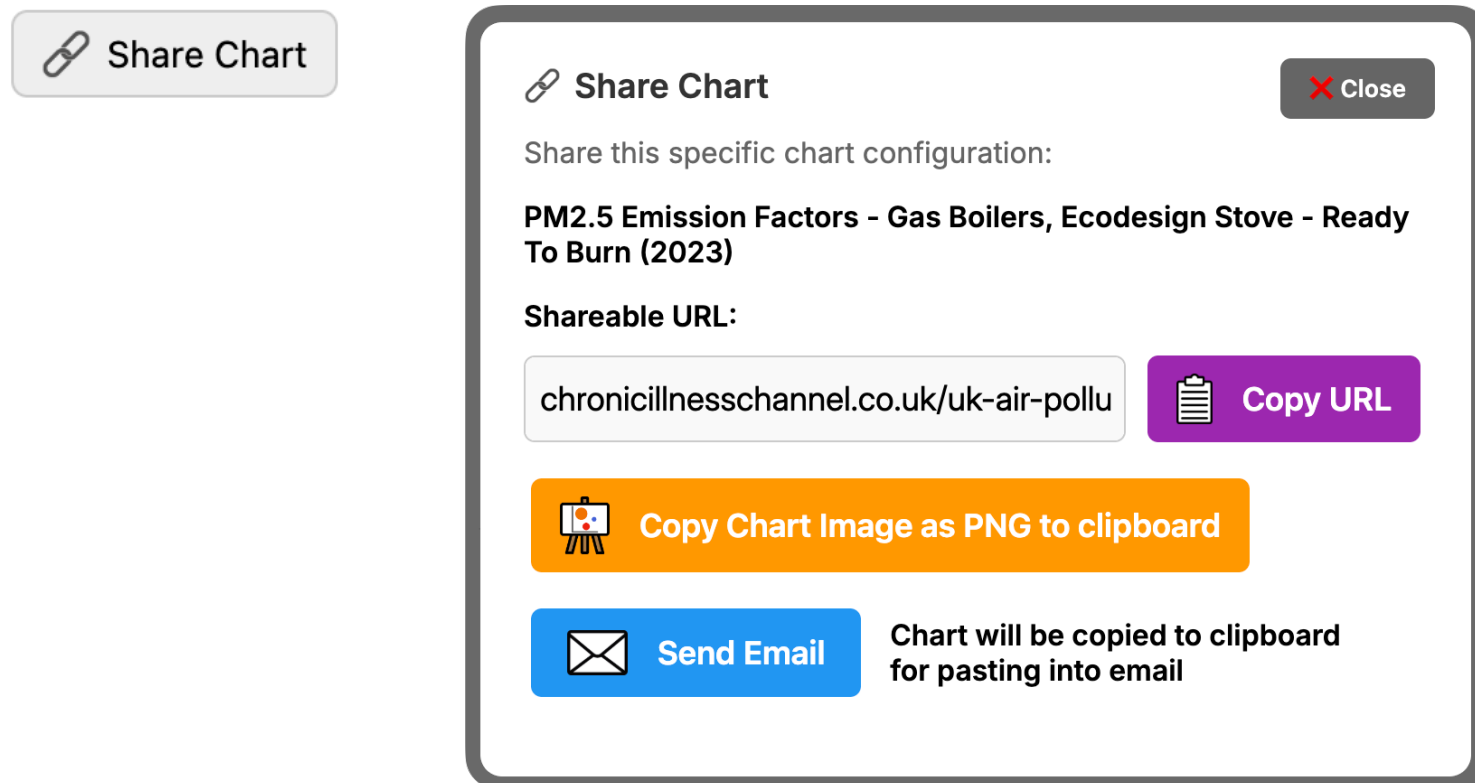 Share Chart
Share Chart
Close
Share this specific chart configuration:
PM2.5 Emission Factors - Gas Boilers, Ecodesign Stove - Ready
To Burn (2023)
Shareable URL:
chronicillnesschannel.co.uk/uk-air-pollu
Copy URL
Copy Chart Image as PNG to clipboard
Send Email
Chart will be copied to clipboard
for pasting into email